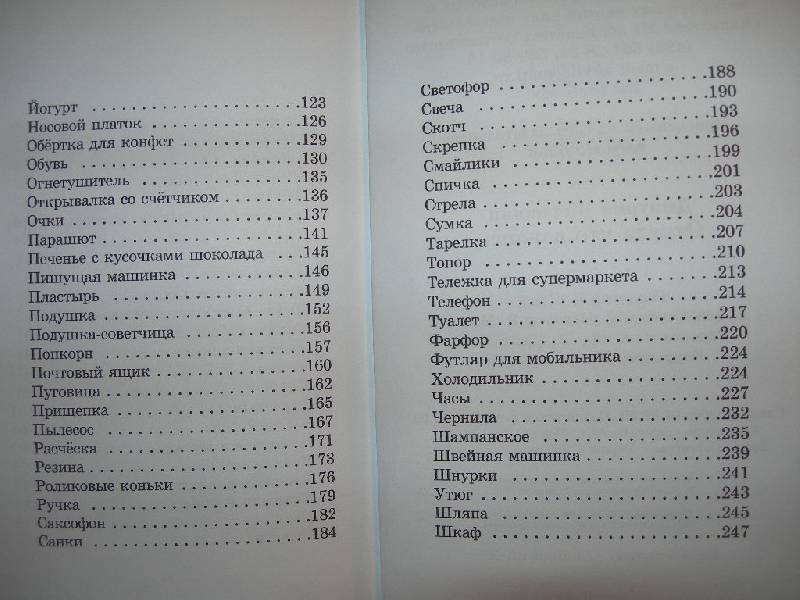 Йогурт . . . . . . . . . . . . . . . . . . . . . .123
Носовой платок . . . . . . . . . . . . . . . .126
Обёртка для конфет . . . . . . . . . . . . .129
Обувь . . . . . . . . . . . . . . . . . . . . . . .130
Огнетушитель . . . . . . . . . . . . . . . . .135
Открывалка со счётчиком . . . . . . . . .136
Очки . . . . . . . . . . . . . . . . . . . . . . . .137
Парашют . . . . . . . . . . . . . . . . . . . . .141
Печенье с кусочками шоколада . . .145
Пишущая машинка . . . . . . . . . . . . .146
Пластырь . . . . . . . . . . . . . . . . . . . .149
Подушка . . . . . . . . . . . . . . . . . . . . .152
Подушка-советчица . . . . . . . . . . . . .156
Попкорн . . . . . . . . . . . . . . . . . . . . .157
Почтовый ящик . . . . . . . . . . . . . . . .160
Пуговица . . . . . . . . . . . . . . . . . . . . .162
Прищепка . . . . . . . . . . . . . . . . . . . .165
Пылесос . . . . . . . . . . . . . . . . . . . . .167
Расчёска . . . . . . . . . . . . . . . . . . . . .171
Резина . . . . . . . . . . . . . . . . . . . . . . .173
Роликовые коньки . . . . . . . . . . . . . .176
Ручка . . . . . . . . . . . . . . . . . . . . . . . .179
Саксофон . . . . . . . . . . . . . . . . . . . . .182
Санки . . . . . . . . . . . . . . . . . . . . . . .184
Светофор . . . . . . . . . . . . . . . . . . . . .188
Свеча . . . . . . . . . . . . . . . . . . . . . . .190
Скотч . . . . . . . . . . . . . . . . . . . . . . .193
Скрепка . . . . . . . . . . . . . . . . . . . . . .196
Смайлики . . . . . . . . . . . . . . . . . . . .199
Спичка . . . . . . . . . . . . . . . . . . . . . .201
Стрела . . . . . . . . . . . . . . . . . . . . . . .203
Сумка . . . . . . . . . . . . . . . . . . . . . . .204
Тарелка . . . . . . . . . . . . . . . . . . . . . .207
Топор . . . . . . . . . . . . . . . . . . . . . . .210
Тележка для супермаркета . . . . . . . .213
Телефон . . . . . . . . . . . . . . . . . . . . . .214
Туалет . . . . . . . . . . . . . . . . . . . . . . .217
Фарфор . . . . . . . . . . . . . . . . . . . . . .220
Футляр для мобильника . . . . . . . . . .224
Холодильник . . . . . . . . . . . . . . . . . .224
Часы . . . . . . . . . . . . . . . . . . . . . . . .227
Чернила . . . . . . . . . . . . . . . . . . . . .232
Шампанское . . . . . . . . . . . . . . . . . .235
Швейная машинка . . . . . . . . . . . . . .239
Шнурки . . . . . . . . . . . . . . . . . . . . .241
Утюг . . . . . . . . . . . . . . . . . . . . . . . .243
Шляпа . . . . . . . . . . . . . . . . . . . . . .245
Шкаф . . . . . . . . . . . . . . . . . . . . . . .247